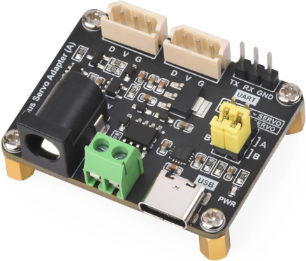 D V G
D V G
TX RX GND
UART
us Servo Adapter (A)
SERVO
SERVO
B
A
B
USB
PWR